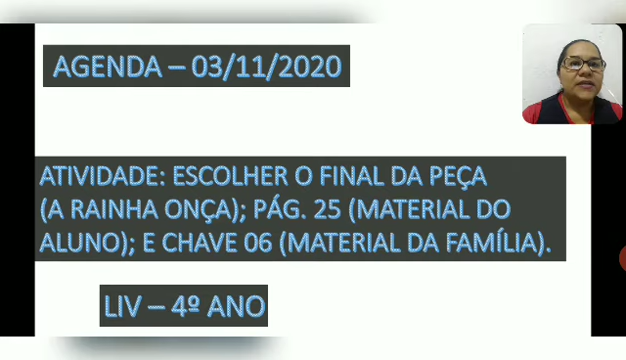 AGENDA – 03/11/2020
ATIVIDADE: ESCOLHER O FINAL DA PEÇA
(A RAINHA ONÇA); PÁG. 25 (MATERIAL DO
ALUNO); E CHAVE 06 (MATERIAL DA FAMÍLIA).
LIV – 4º ANO